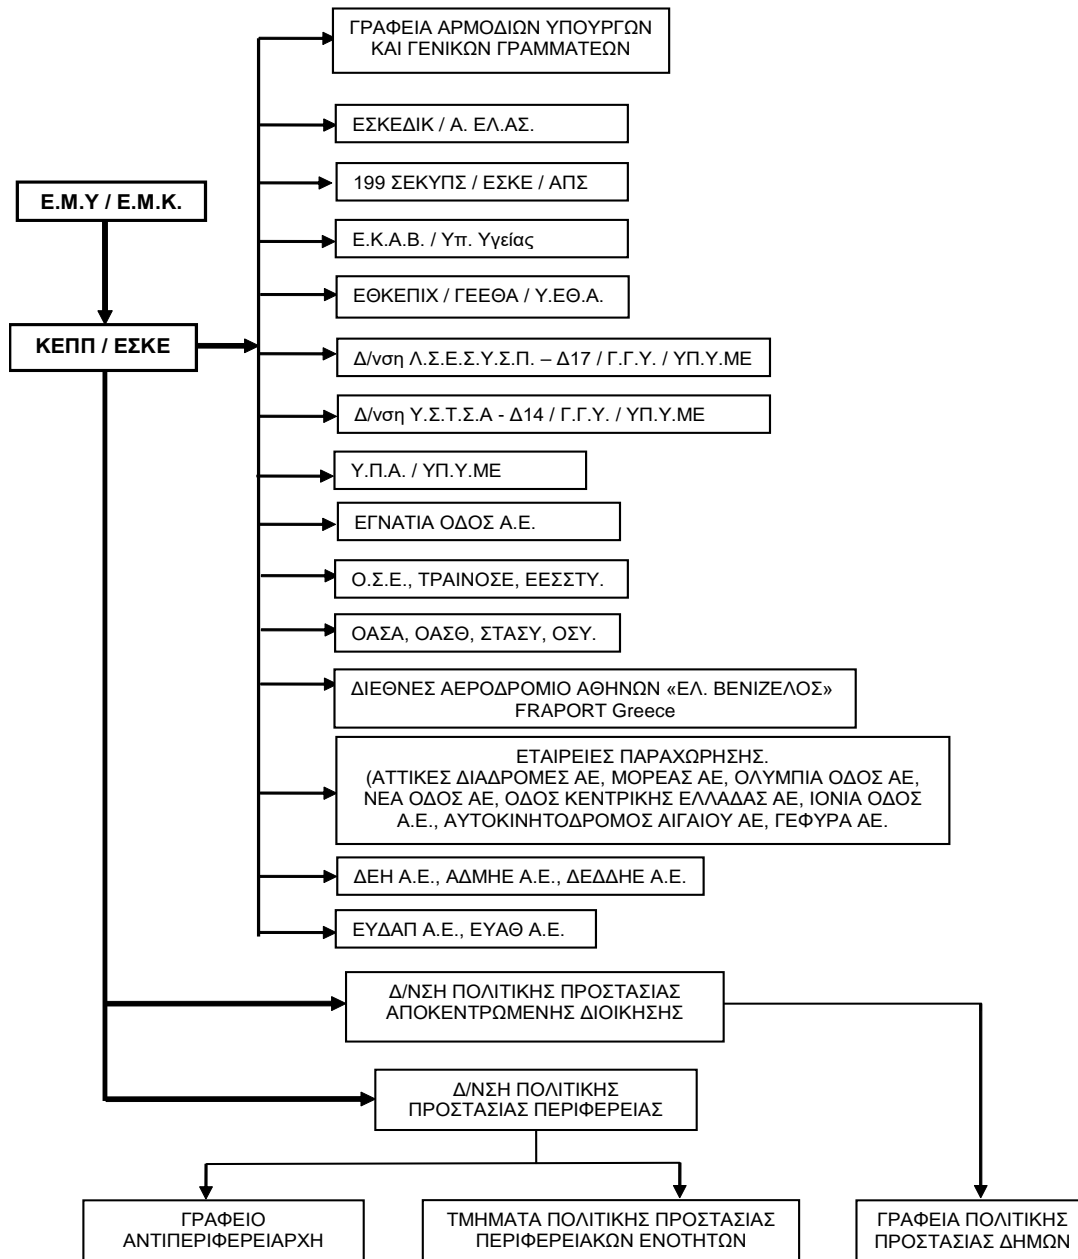 ΓΡΑΦΕΙΑ ΑΡΜΟΔΙΩΝ ΥΠΟΥΡΓΩΝ
ΚΑΙ ΓΕΝΙΚΩΝ ΓΡΑΜΜΑΤΕΩΝ
ΕΣΚΕΔΙΚ / Α. ΕΛ.ΑΣ.
199 ΣΕΚΥΠΣ / ΕΣΚΕ / ΑΠΣ
Ε.Μ.Υ / Ε.Μ.Κ.
Ε.Κ.Α.Β. / Υπ. Υγείας
ΕΘΚΕΠΙΧ / ΓΕΕΘΑ / Υ.ΕΘ.Α.
ΚΕΠΠ / ΕΣΚΕ
Δ/νση Λ.Σ.Ε.Σ.Υ.Σ.Π. – Δ17 / Γ.Γ.Υ. / ΥΠ.Υ.ΜΕ
Δ/νση Υ.Σ.Τ.Σ.Α - Δ14 / Γ.Γ.Υ. / ΥΠ.Υ.ΜΕ
Υ.Π.Α. / ΥΠ.Υ.ΜΕ
ΕΓΝΑΤΙΑ ΟΔΟΣ Α.Ε.
Ο.Σ.Ε., ΤΡΑΙΝΟΣΕ, ΕΕΣΣΤΥ.
ΟΑΣΑ, ΟΑΣΘ, ΣΤΑΣΥ, ΟΣΥ.
ΔΙΕΘΝΕΣ ΑΕΡΟΔΡΟΜΙΟ ΑΘΗΝΩΝ «ΕΛ. ΒΕΝΙΖΕΛΟΣ»
FRAPORT Greece
ΕΤΑΙΡΕΙΕΣ ΠΑΡΑΧΩΡΗΣΗΣ.
(ΑΤΤΙΚΕΣ ΔΙΑΔΡΟΜΕΣ ΑΕ, ΜΟΡΕΑΣ ΑΕ, ΟΛΥΜΠΙΑ ΟΔΟΣ ΑΕ,
ΝΕΑ ΟΔΟΣ ΑΕ, ΟΔΟΣ ΚΕΝΤΡΙΚΗΣ ΕΛΛΑΔΑΣ ΑΕ, ΙΟΝΙΑ ΟΔΟΣ
Α.Ε., ΑΥΤΟΚΙΝΗΤΟΔΡΟΜΟΣ ΑΙΓΑΙΟΥ ΑΕ, ΓΕΦΥΡΑ ΑΕ.
ΔΕΗ Α.Ε., ΑΔΜΗΕ Α.Ε., ΔΕΔΔΗΕ Α.Ε.
ΕΥΔΑΠ Α.Ε., ΕΥΑΘ Α.Ε.
Δ/ΝΣΗ ΠΟΛΙΤΙΚΗΣ ΠΡΟΣΤΑΣΙΑΣ
ΑΠΟΚΕΝΤΡΩΜΕΝΗΣ ΔΙΟΙΚΗΣΗΣ
Δ/ΝΣΗ ΠΟΛΙΤΙΚΗΣ
ΠΡΟΣΤΑΣΙΑΣ ΠΕΡΙΦΕΡΕΙΑΣ
ΓΡΑΦΕΙΟ
ΑΝΤΙΠΕΡΙΦΕΡΕΙΑΡΧΗ
ΤΜΗΜΑΤΑ ΠΟΛΙΤΙΚΗΣ ΠΡΟΣΤΑΣΙΑΣ
ΠΕΡΙΦΕΡΕΙΑΚΩΝ ΕΝΟΤΗΤΩΝ
ΓΡΑΦΕΙΑ ΠΟΛΙΤΙΚΗΣ
ΠΡΟΣΤΑΣΙΑΣ ΔΗΜΩΝ